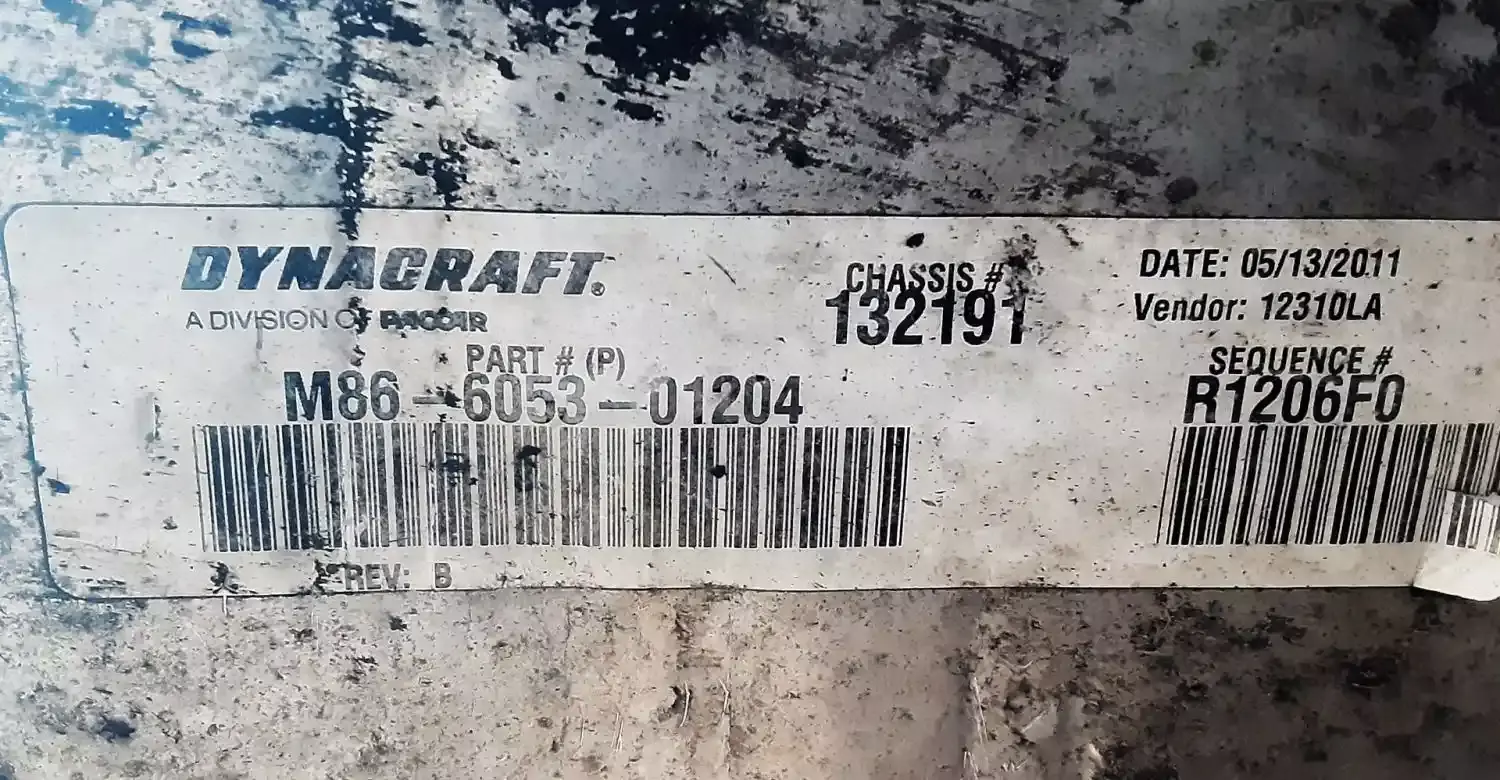 DYNACRAFT®
A DIVISION OF PACCAR
PART # (P)
M86-6053-01204
REV: B
CHASSIS #
132191
DATE: 05/13/2011
Vendor: 12310LA
SEQUENCE #
R1206F0